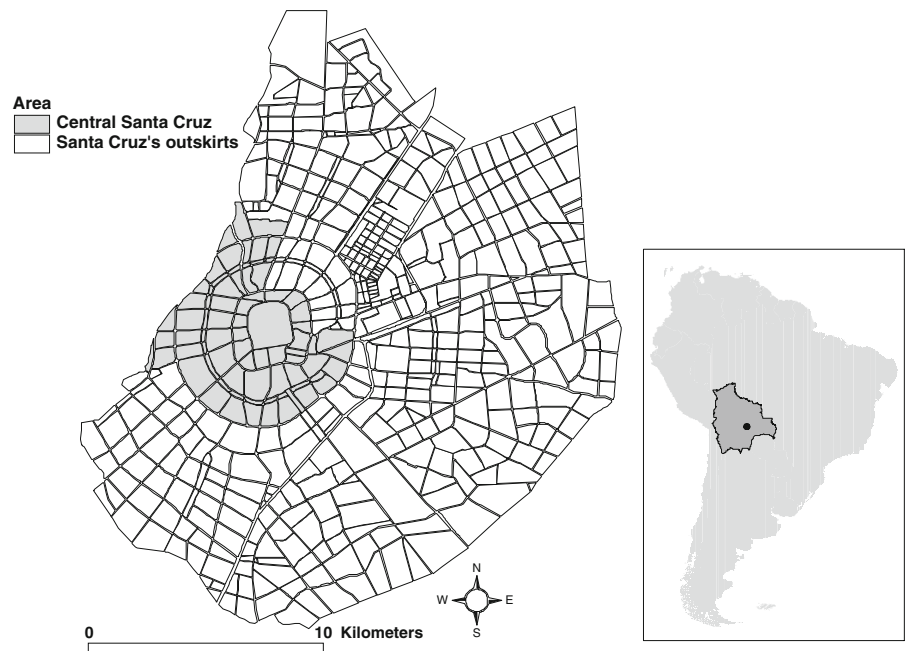 Area
Central Santa Cruz
Santa Cruz's outskirts
N
W E
S
0 10 Kilometers